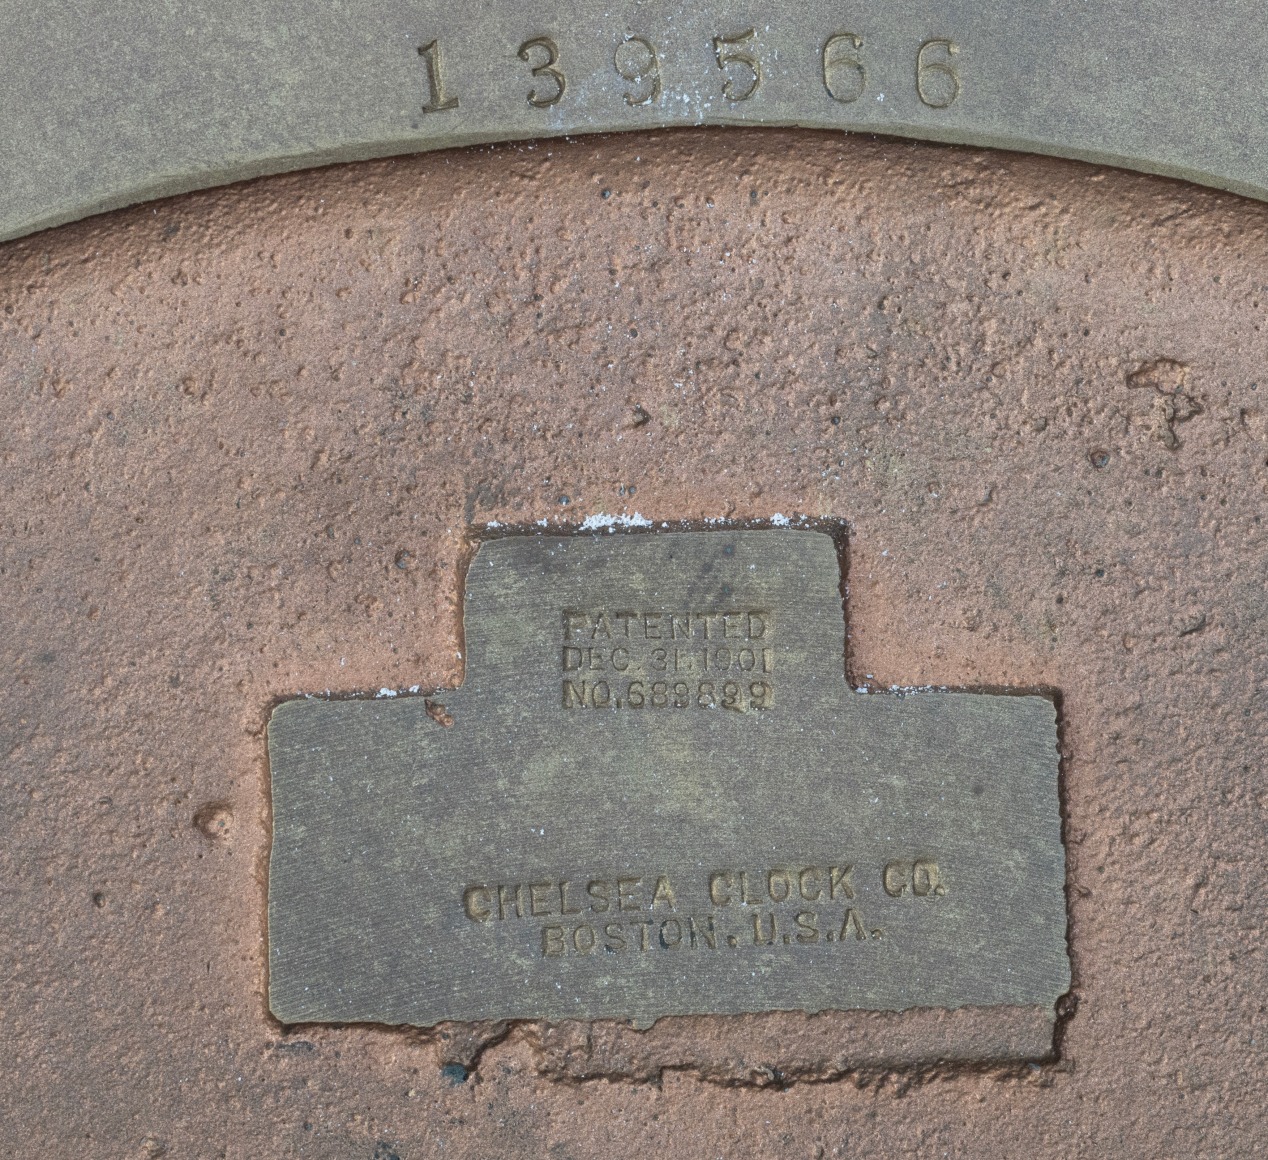 139566
PATENTED
DEC. 31.1901
NO.689899
CHELSEA CLOCK CO.
BOSTON. U.S.A.